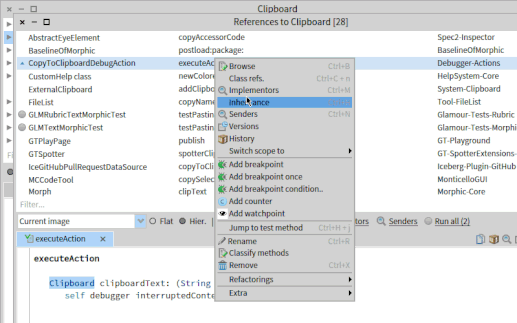 Clipboard
References to Clipboard [28]
AbstractEyeElement copyAccessorCode Spec2-Inspector
BaselineOfMorphic postload:package: BaselineOfMorphic
CopyToClipboardDebugAction executeAc Debugger-Actions
CustomHelp class newColore HelpSystem-Core
ExternalClipboard addClipbo System-Clipboard
FileList copyName Tool-FileList
GLMRubricTextMorphicTest testPastin Glamour-Tests-Rubric
GLMTextMorphicTest testPastin Glamour-Tests-Morphic
GTPlayPage publish GT-Playground
GTSpotter spotterClip GT-SpotterExtensions-
IceGitHubPullRequestDataSource copyToCli Iceberg-Plugin-GitHub
MCCodeTool copySelec MonticelloGUI
Morph clipText Morphic-Core
Filter...
Browse Ctrl+B
Class refs. Ctrl+C + n
Implementors Ctrl+M
Inheritance
Senders Ctrl+N
Versions
History
Switch scope to
Add breakpoint
Add breakpoint once
Add breakpoint condition..
Add counter
Add watchpoint
Jump to test method Ctrl+H + j
Rename Ctrl+R
Classify methods
Remove Ctrl+X
Refactorings
Extra
Current image Flat Hier. tors Senders Run all (2)
executeAction ×
executeAction
Clipboard clipboardText: (String
self debugger interruptedConte